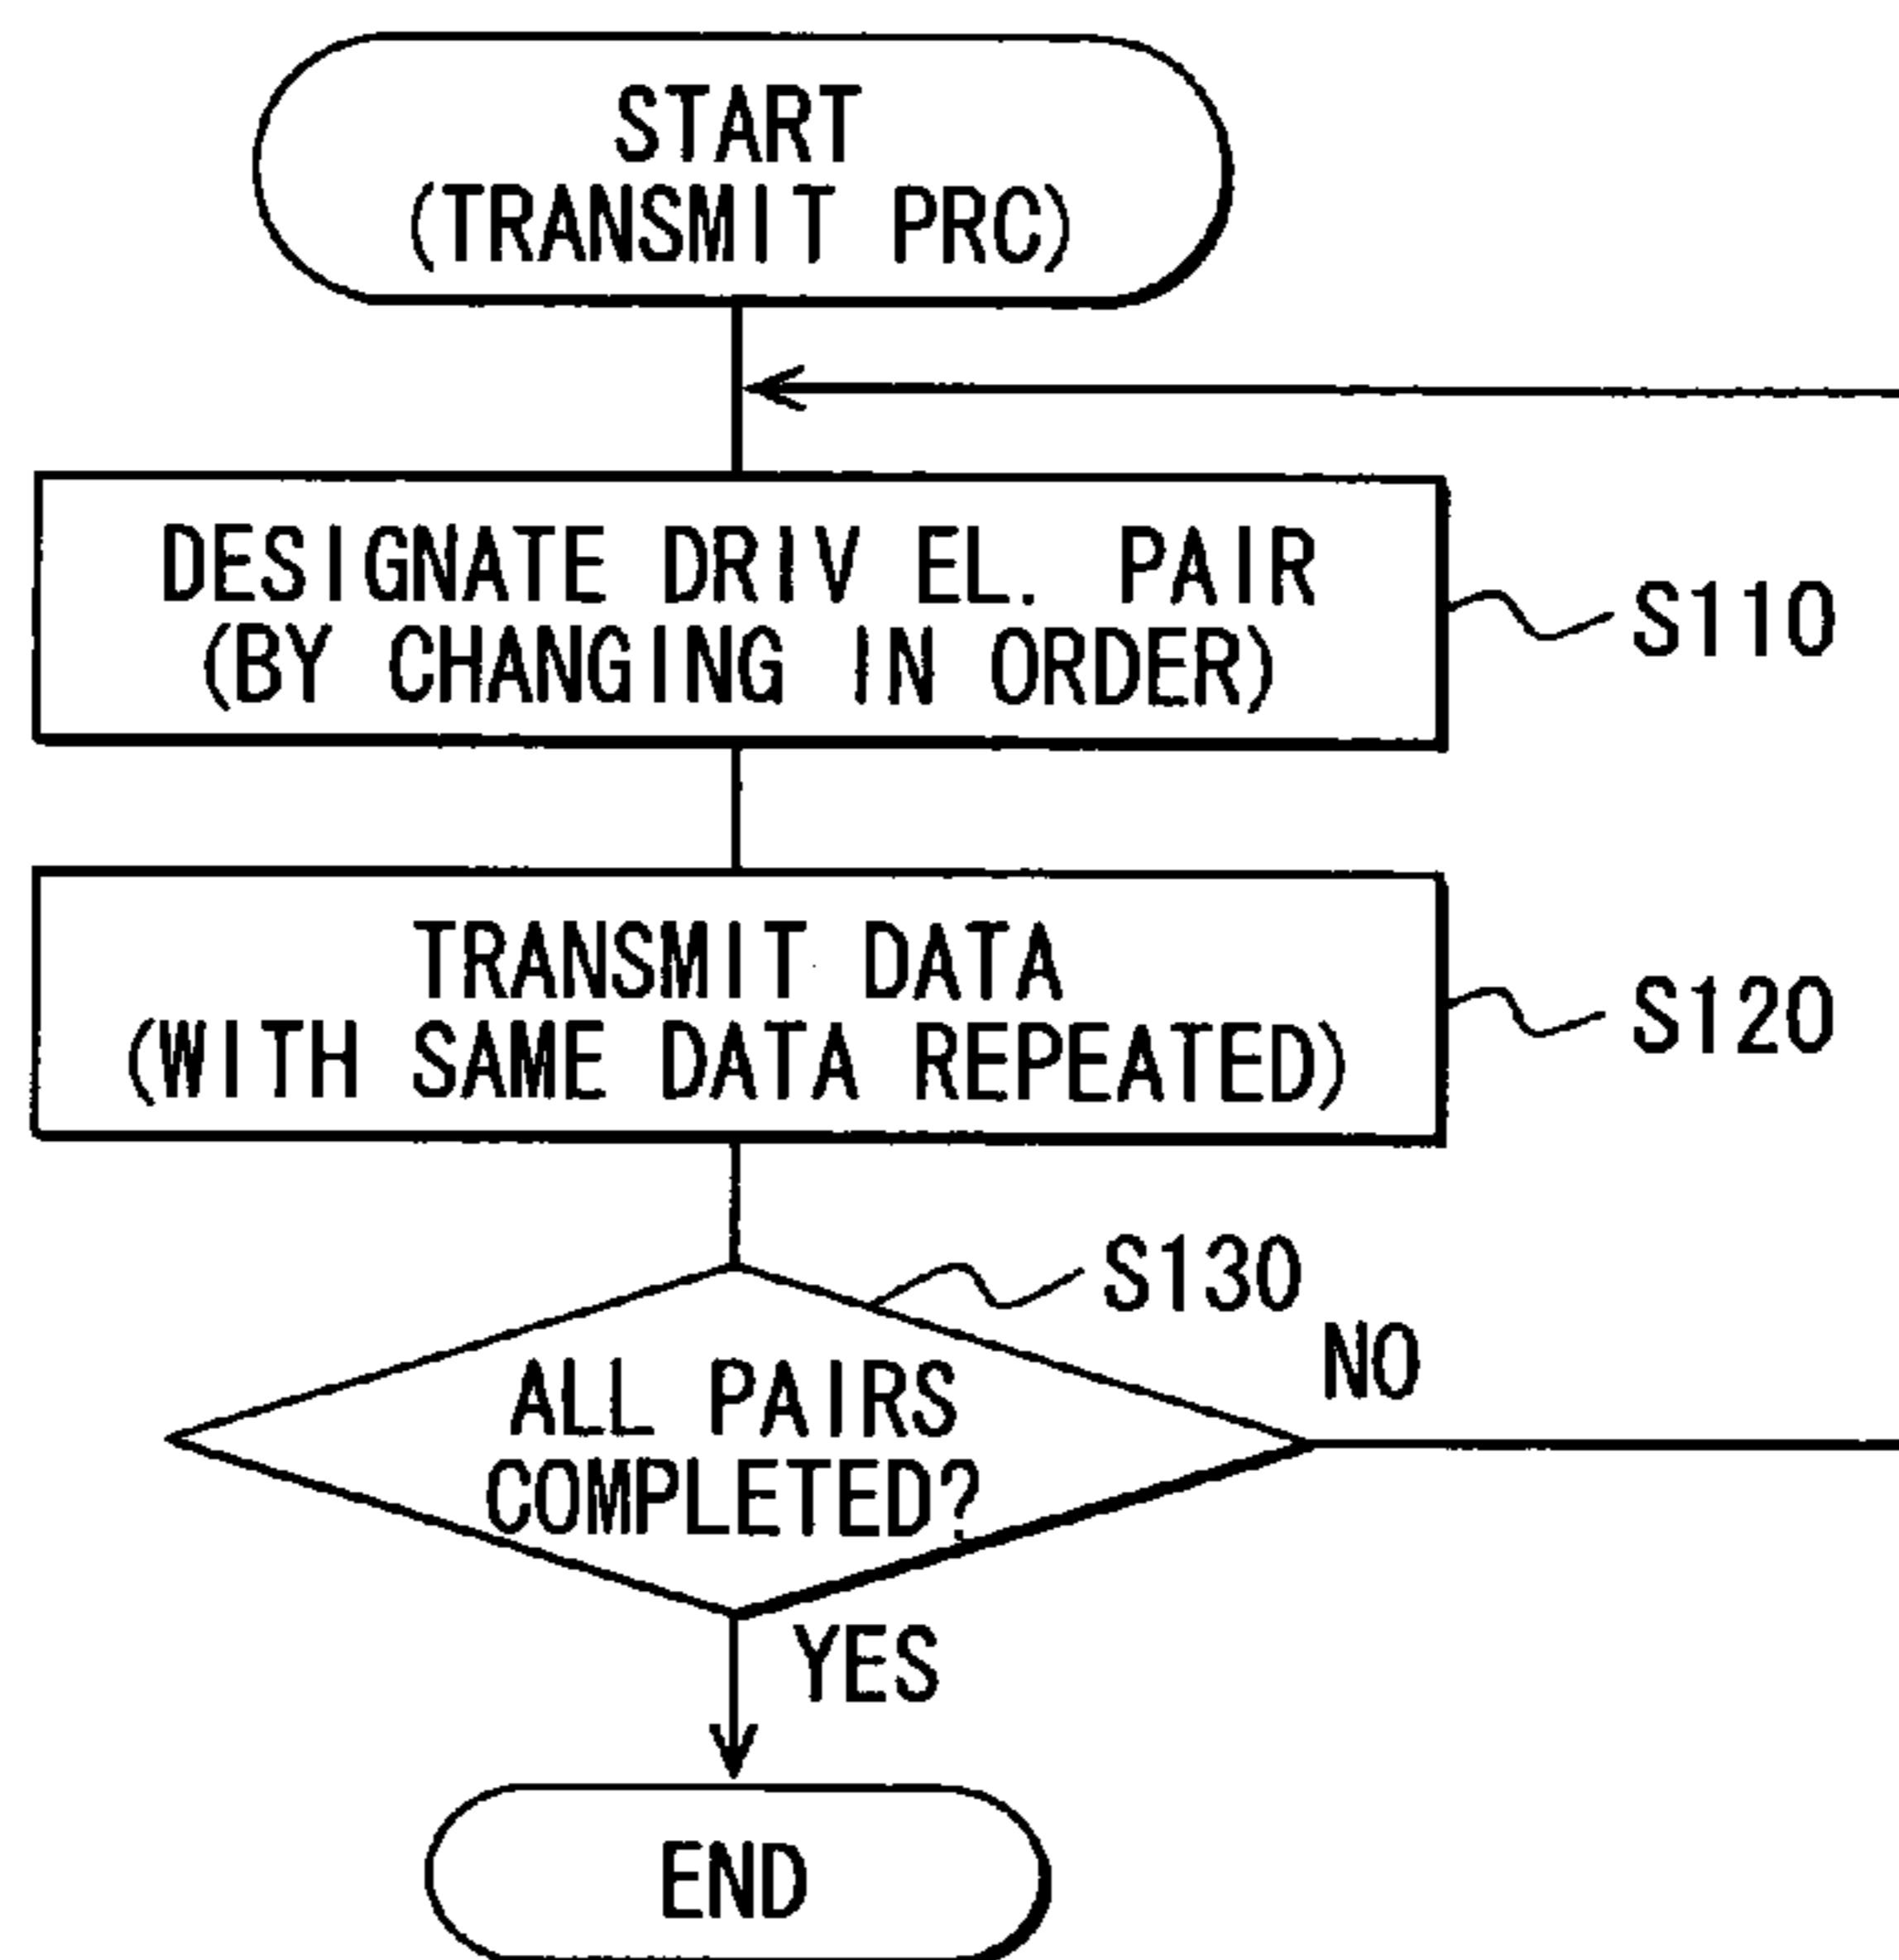 START
(TRANSMIT PRC)
DESIGNATE DRIV EL. PAIR
(BY CHANGING IN ORDER)
S110
TRANSMIT DATA
(WITH SAME DATA REPEATED)
S120
S130
ALL PAIRS
COMPLETED?
NO
YES
END